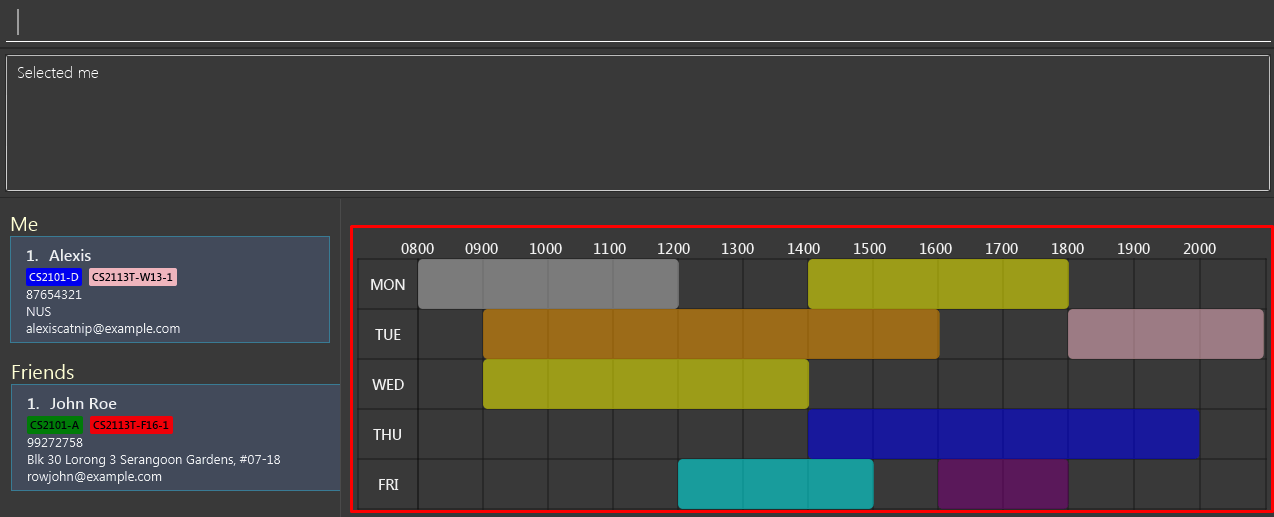 Selected me
Me
1. Alexis
CS2101-D CS2113T-W13-1
87654321
NUS
alexiscatnip@example.com
Friends
1. John Roe
CS2101-A CS2113T-F16-1
99272758
Blk 30 Lorong 3 Serangoon Gardens, #07-18
rowjohn@example.com
0800 0900 1000 1100 1200 1300 1400 1500 1600 1700 1800 1900 2000
MON
TUE
WED
THU
FRI